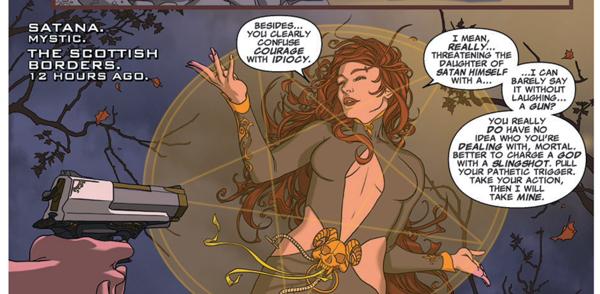 SATANA.
MYSTIC.
THE SCOTTISH
BORDERS.
12 HOURS AGO.
BESIDES...
YOU CLEARLY
CONFUSE
COURAGE
WITH IDIOCY.
I MEAN,
REALLY...
THREATENING THE
DAUGHTER OF
SATAN HIMSELF
WITH A...
...I CAN
BARELY SAY
IT WITHOUT
LAUGHING...
A GUN?
YOU REALLY
DO HAVE NO
IDEA WHO YOU'RE
DEALING WITH, MORTAL.
BETTER TO CHARGE A GOD
WITH A SLINGSHOT. PULL
YOUR PATHETIC TRIGGER.
TAKE YOUR ACTION,
THEN I WILL
TAKE MINE.